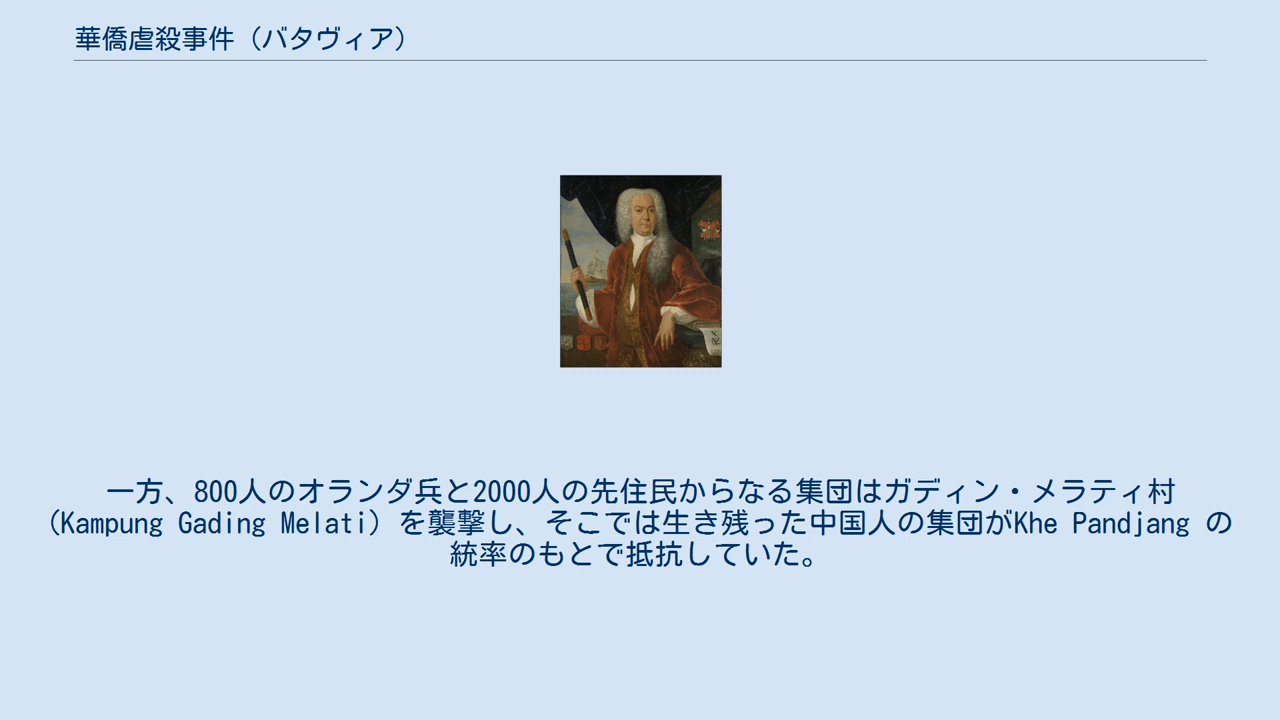 華僑虐殺事件（バタヴィア）
一方、800人のオランダ兵と2000人の先住民からなる集団はガディン・メラティ村
（Kampung Gading Melati）を襲撃し、そこでは生き残った中国人の集団がKhe Pandjang の
統率のもとで抵抗していた。